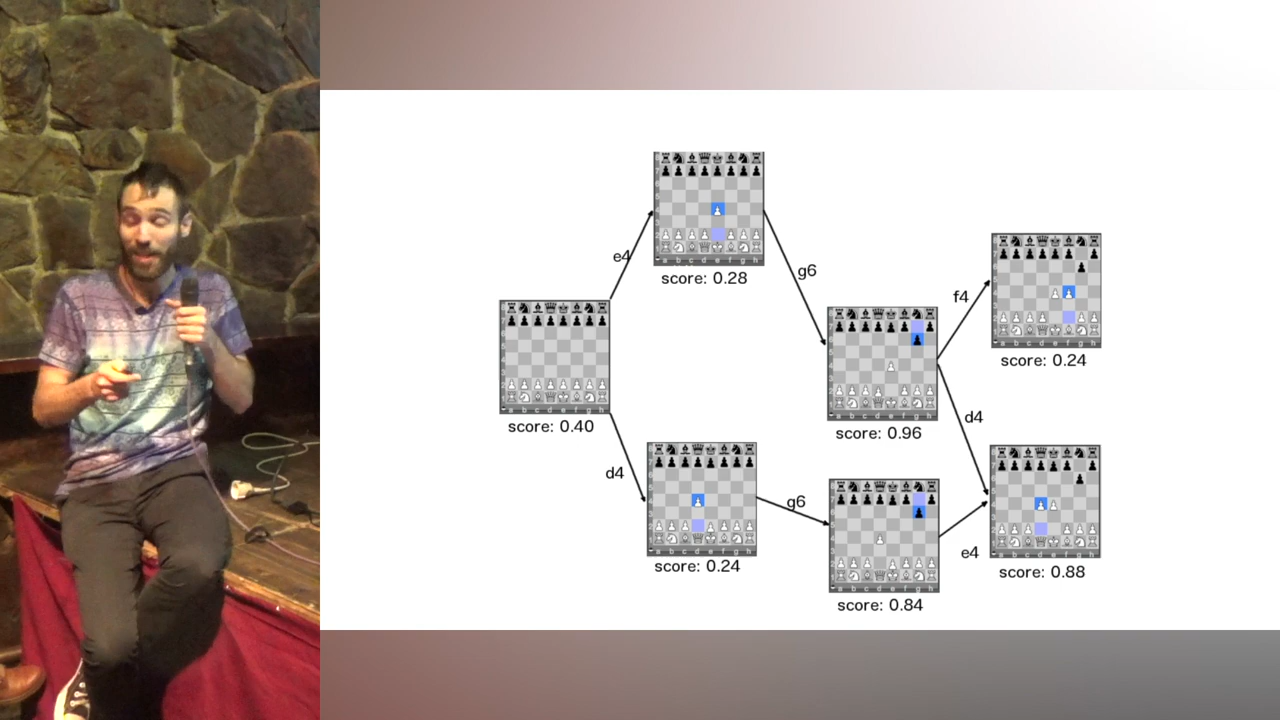 e4
score: 0.28
g6
score: 0.40
d4
g6
score: 0.24
score: 0.96
f4
d4
score: 0.24
score: 0.84
e4
score: 0.88